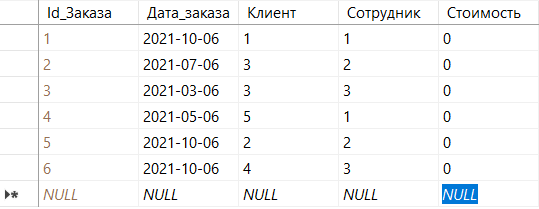 Id_Заказа Дата_заказа Клиент Сотрудник Стоимость
1 2021-10-06 1 1 0
2 2021-07-06 3 2 0
3 2021-03-06 3 3 0
4 2021-05-06 5 1 0
5 2021-10-06 2 2 0
6 2021-10-06 4 3 0
NULL NULL NULL NULL NULL